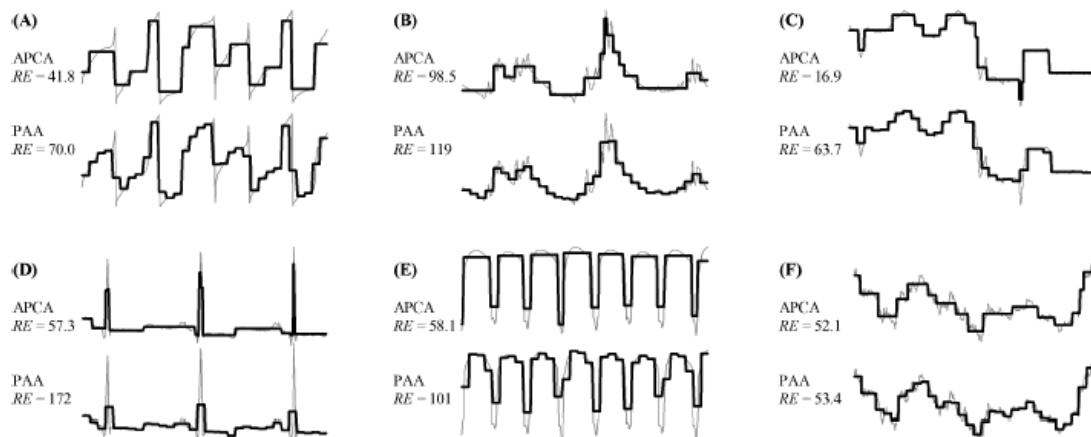 (A)
APCA
RE = 41.8
PAA
RE = 70.0
(B)
APCA
RE = 98.5
PAA
RE = 119
(C)
APCA
RE = 16.9
PAA
RE = 63.7
(D)
APCA
RE = 57.3
PAA
RE = 172
(E)
APCA
RE = 58.1
PAA
RE = 101
(F)
APCA
RE = 52.1
PAA
RE = 53.4